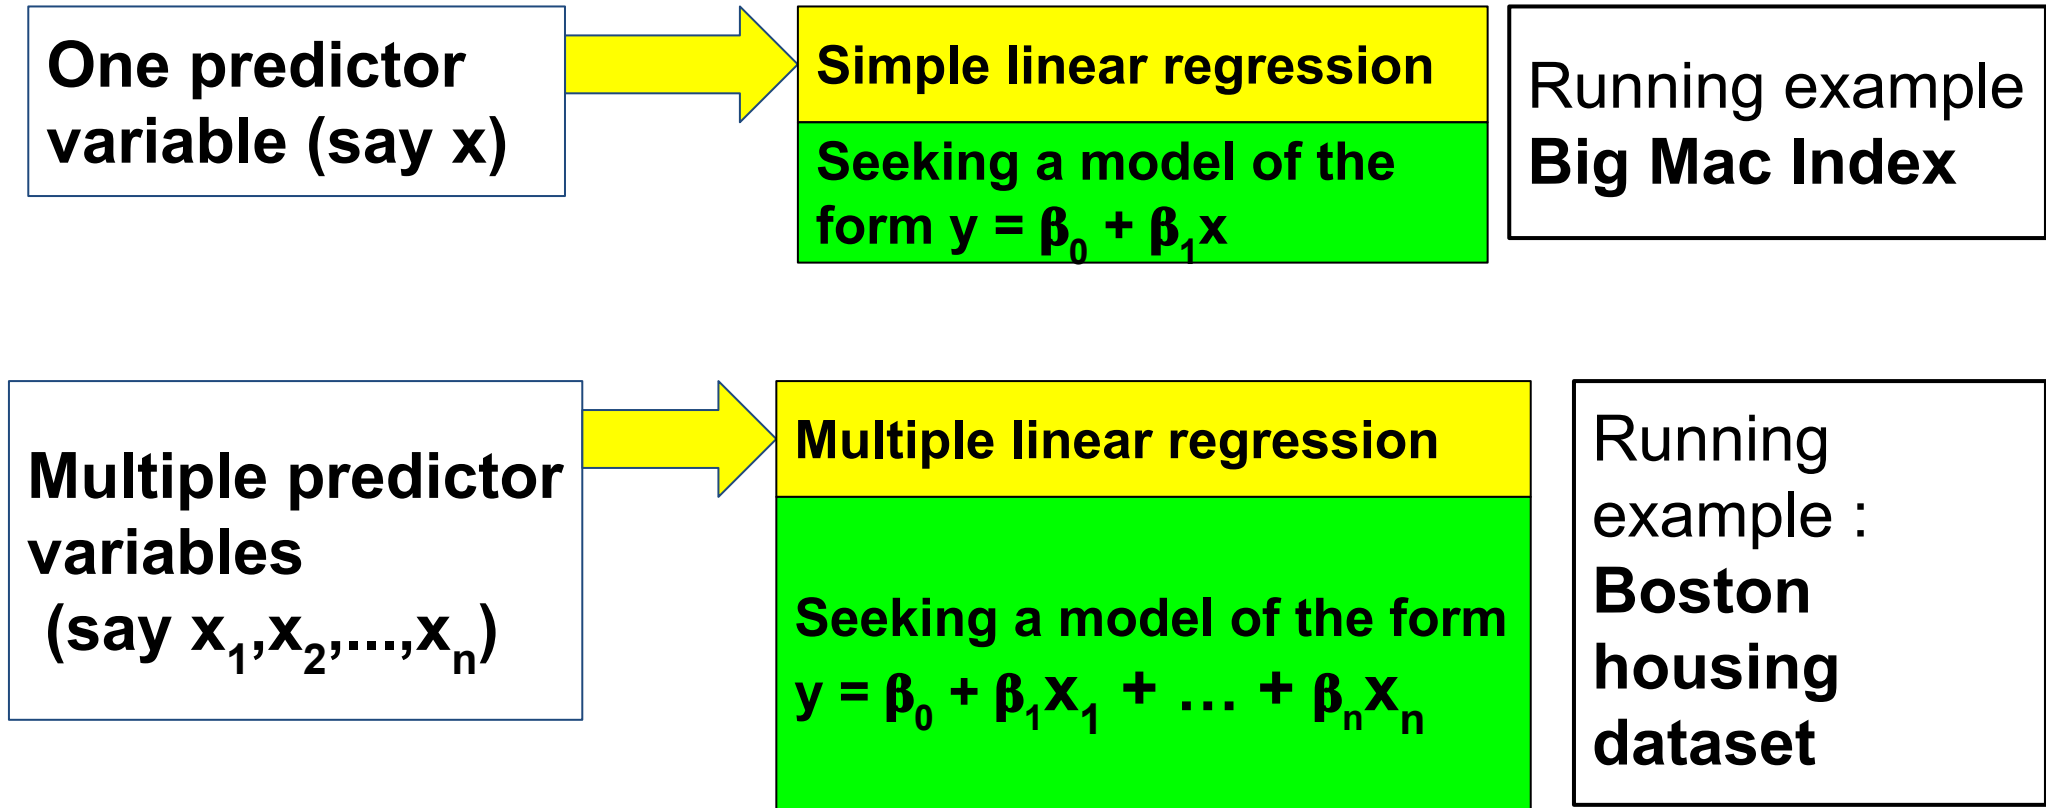 One predictor
variable (say x)
Simple linear regression
Seeking a model of the
form y = β₀ + β₁x
Running example
Big Mac Index
Multiple predictor
variables
(say x₁,x₂,...,xₙ)
Multiple linear regression
Seeking a model of the form
y = β₀ + β₁x₁ + … + βₙxₙ
Running
example :
Boston
housing
dataset